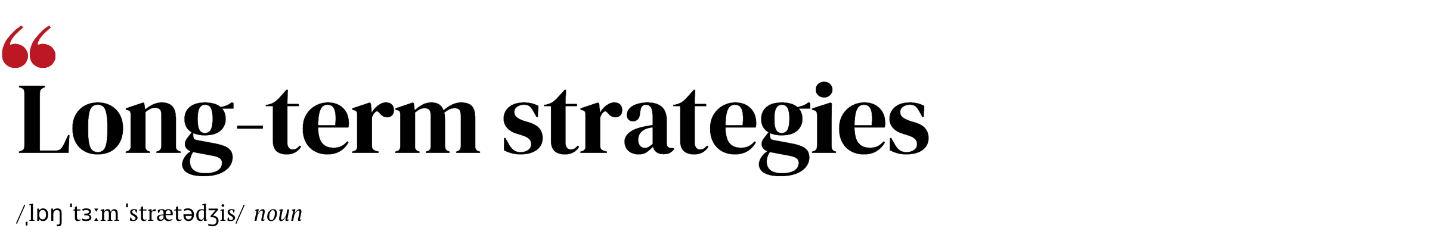 “
Long-term strategies
/ˌlɒŋ ˈtɜːm ˈstrætədʒis/ noun